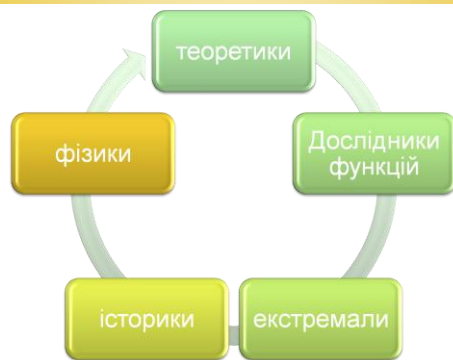 теоретики
Дослідники
функцій
екстремали
історики
фізики